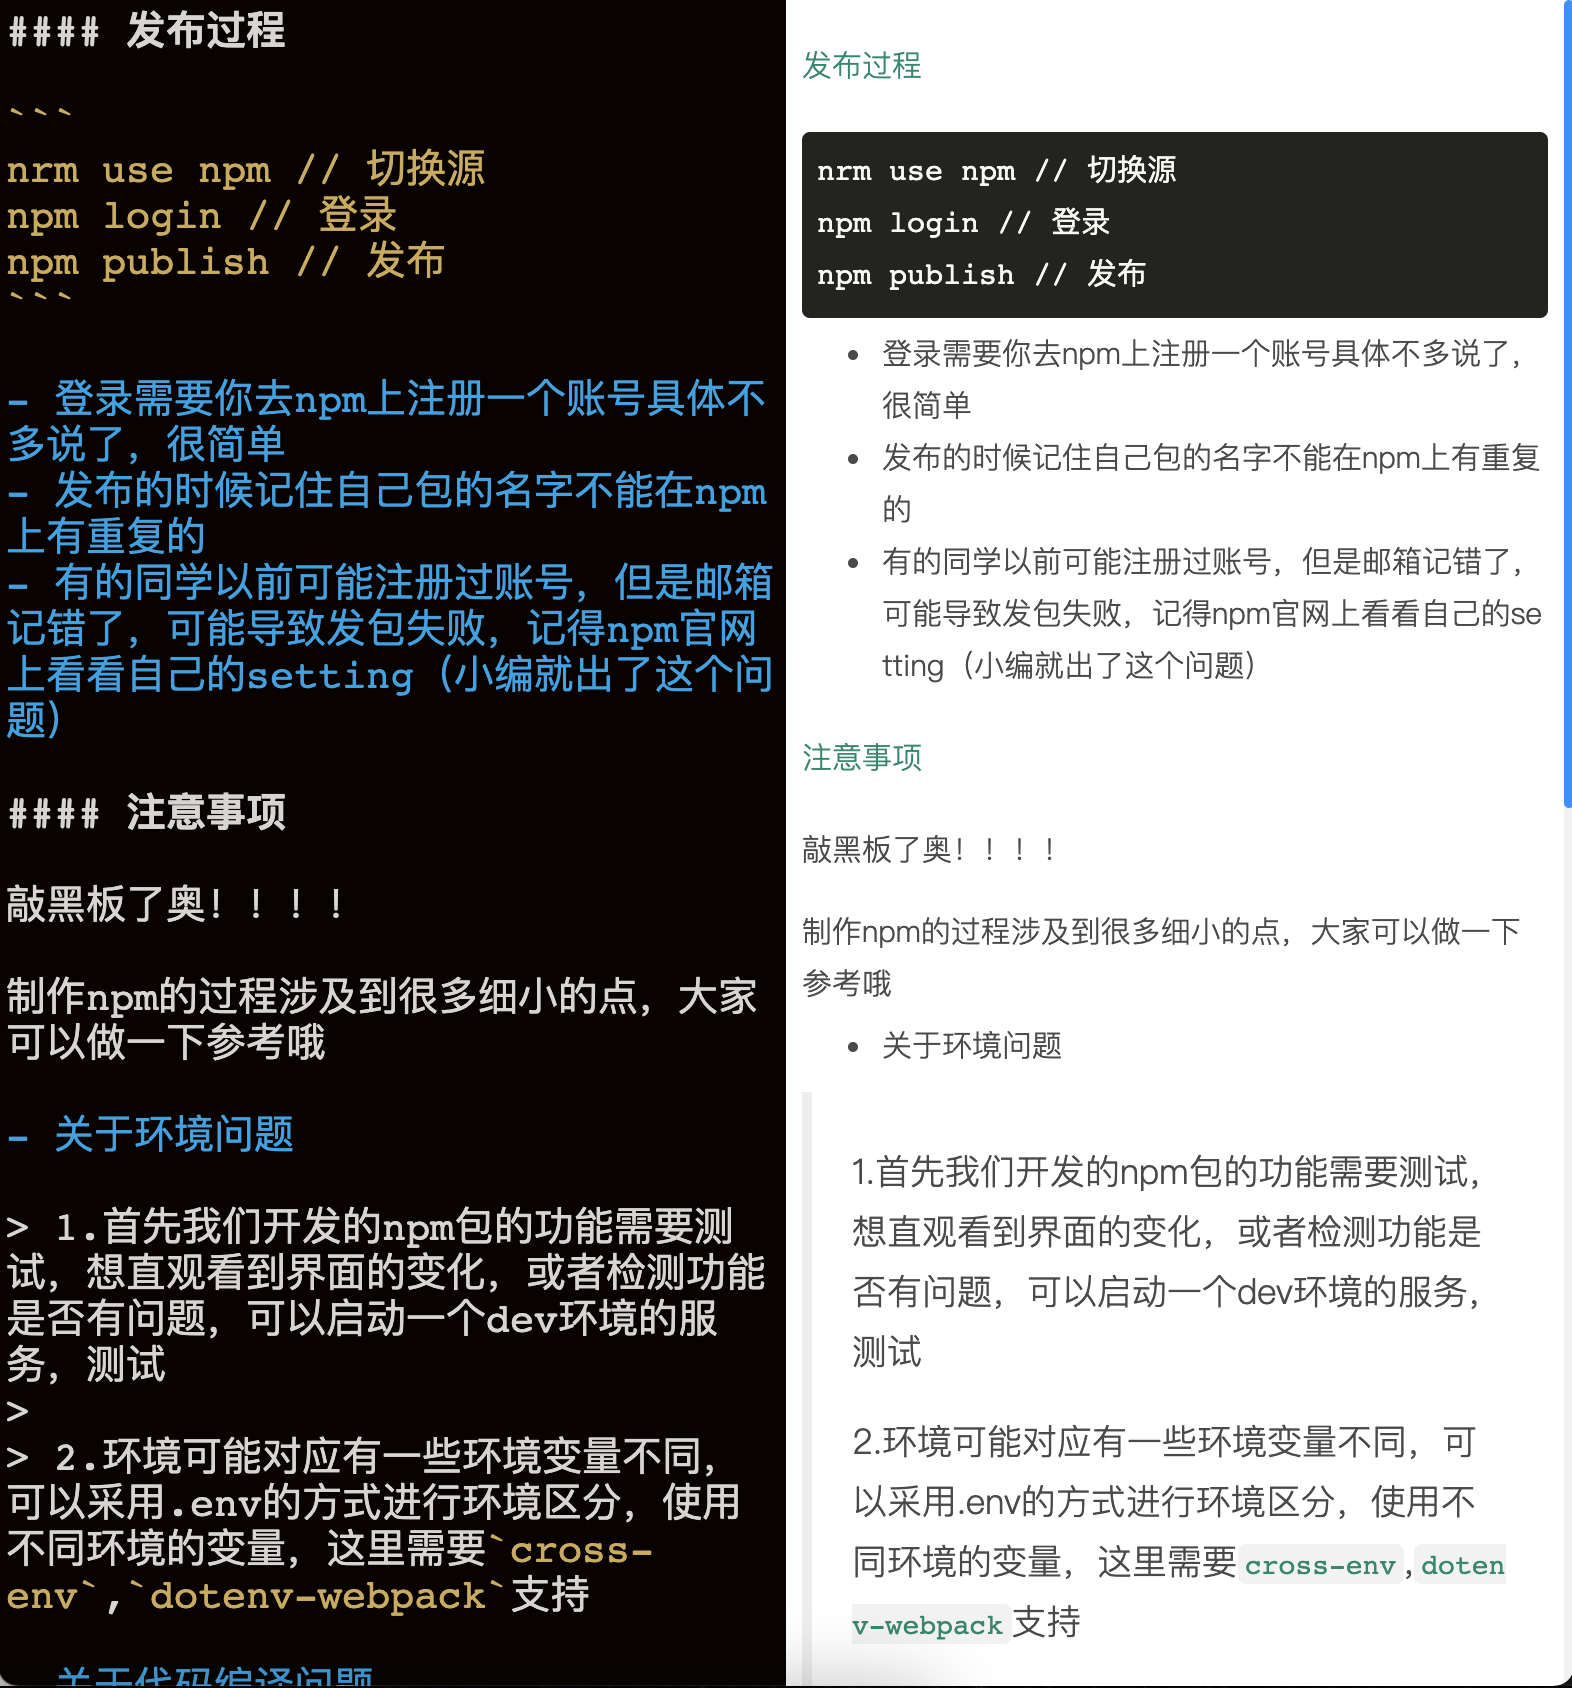 #### 发布过程
```
nrm use npm // 切换源
npm login // 登录
npm publish // 发布
```
- 登录需要你去npm上注册一个账号具体不
多说了，很简单
- 发布的时候记住自己包的名字不能在npm
上有重复的
- 有的同学以前可能注册过账号，但是邮箱
记错了，可能导致发包失败，记得npm官网
上看看自己的setting（小编就出了这个问
题）
#### 注意事项
敲黑板了奥！！！！
制作npm的过程涉及到很多细小的点，大家
可以做一下参考哦
- 关于环境问题
> 1.首先我们开发的npm包的功能需要测
试，想直观看到界面的变化，或者检测功能
是否有问题，可以启动一个dev环境的服
务，测试
>
> 2.环境可能对应有一些环境变量不同，
可以采用.env的方式进行环境区分，使用
不同环境的变量，这里需要`cross-
env`,`dotenv-webpack`支持
关于代码编译问题
发布过程
nrm use npm // 切换源
npm login // 登录
npm publish // 发布
• 登录需要你去npm上注册一个账号具体不多说了，
很简单
• 发布的时候记住自己包的名字不能在npm上有重复
的
• 有的同学以前可能注册过账号，但是邮箱记错了，
可能导致发包失败，记得npm官网上看看自己的se
tting（小编就出了这个问题）
注意事项
敲黑板了奥！！！！
制作npm的过程涉及到很多细小的点，大家可以做一下
参考哦
• 关于环境问题
1.首先我们开发的npm包的功能需要测试，
想直观看到界面的变化，或者检测功能是
否有问题，可以启动一个dev环境的服务，
测试
2.环境可能对应有一些环境变量不同，可
以采用.env的方式进行环境区分，使用不
同环境的变量，这里需要cross-env,doten
v-webpack支持